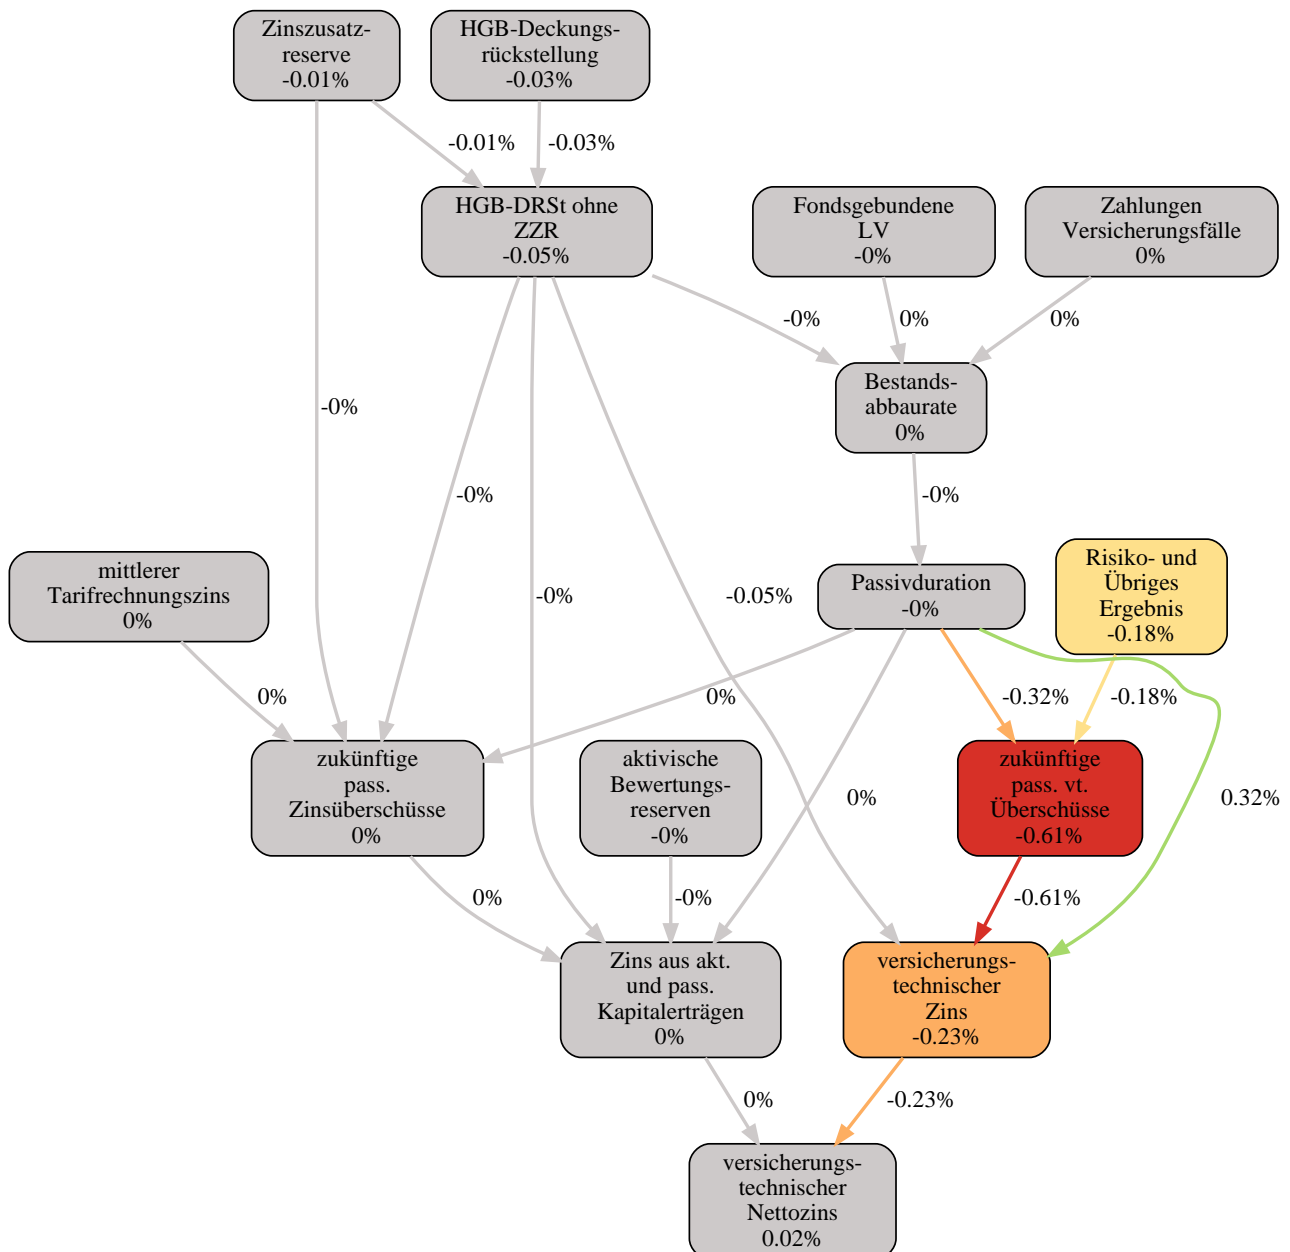 Zinszusatz-
reserve
-0.01%
HGB-Deckungs-
rückstellung
-0.03%
-0.01%
-0.03%
HGB-DRSt ohne
ZZR
-0.05%
Fondsgebundene
LV
-0%
Zahlungen
Versicherungsfälle
0%
-0%
0%
0%
Bestands-
abbaurate
0%
-0%
-0%
-0%
mittlerer
Tarifrechnungszins
0%
-0%
-0.05%
Passivduration
-0%
Risiko- und
Übriges
Ergebnis
-0.18%
0%
0%
-0.32%
-0.18%
zukünftige
pass.
Zinsüberschüsse
0%
aktivische
Bewertungs-
reserven
-0%
0%
zukünftige
pass. vt.
Überschüsse
-0.61%
0.32%
0%
-0%
-0.61%
Zins aus akt.
und pass.
Kapitalerträgen
0%
versicherungs-
technischer
Zins
-0.23%
0%
-0.23%
versicherungs-
technischer
Nettozins
0.02%